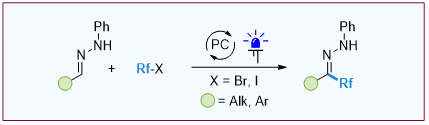 Ph
N NH
+ Rf-X
PC
X = Br, I
= Alk, Ar
Ph
N NH
Rf